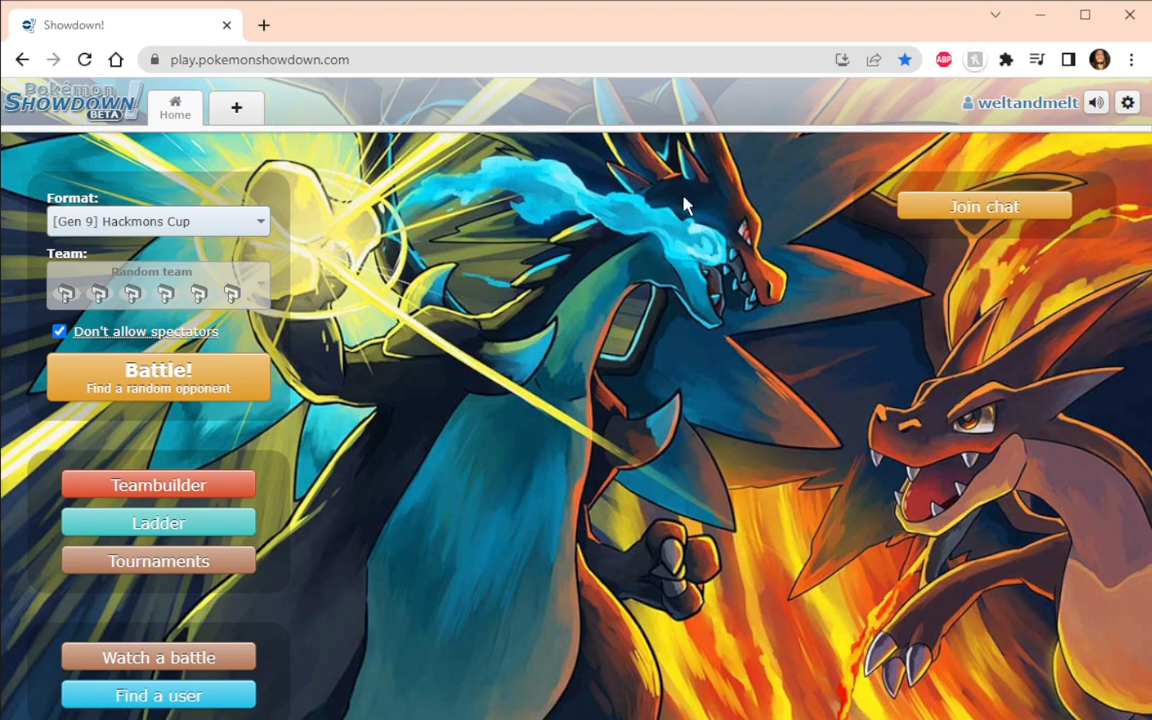 Showdown!
play.pokemonshowdown.com
ABP
Pokémon
SHOWDOWN!
BETA
Home
+
weltandmelt
Format:
[Gen 9] Hackmons Cup
Team:
Random team
Don't allow spectators
Battle!
Find a random opponent
Join chat
Teambuilder
Ladder
Tournaments
Watch a battle
Find a user